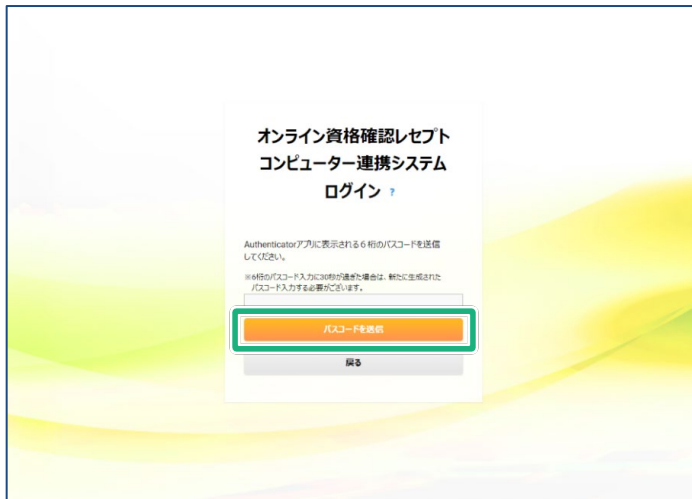 オンライン資格確認レセプト
コンピューター連携システム
ログイン ?
Authenticatorアプリに表示される6桁のパスコードを送信
してください。
※6桁のパスコード入力に30秒が過ぎた場合は、新たに生成された
パスコード入力する必要がございます。
パスコードを送信
戻る